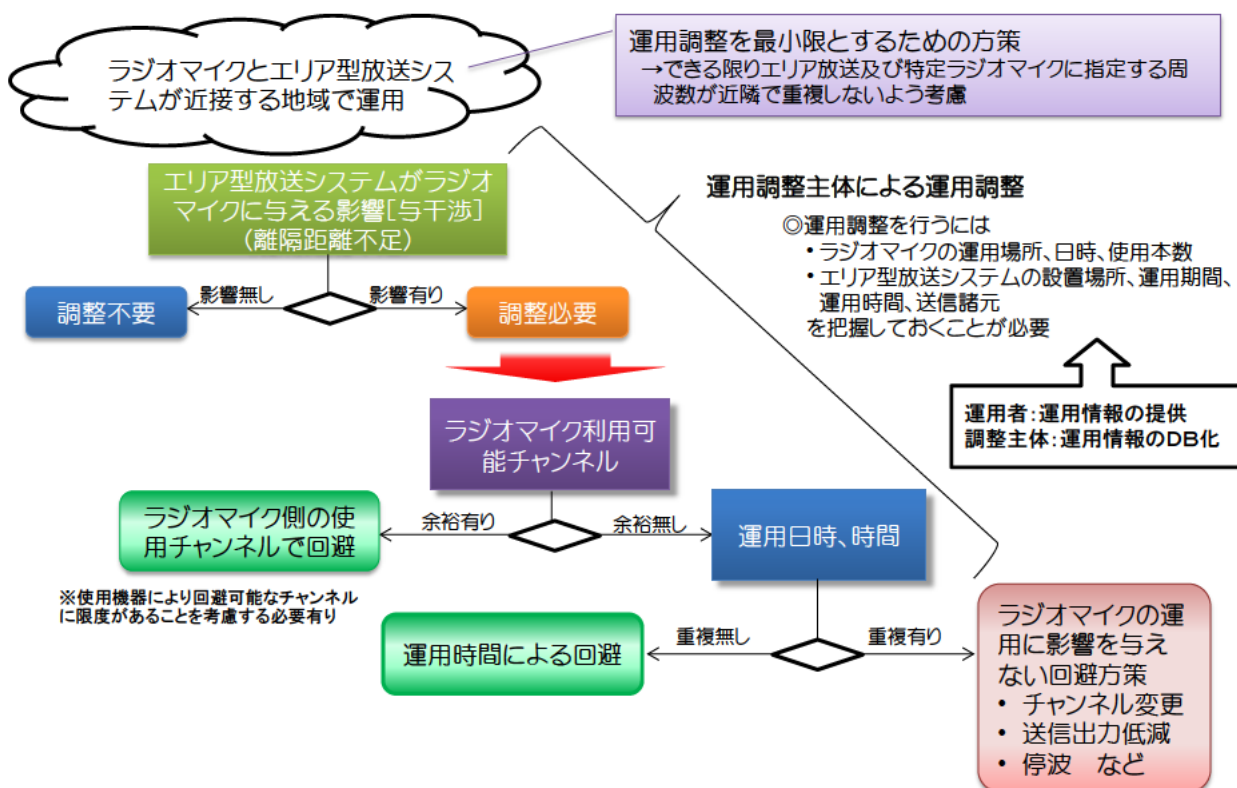 ラジオマイクとエリア型放送シス
テムが近接する地域で運用
運用調整を最小限とするための方策
→できる限りエリア放送及び特定ラジオマイクに指定する周
波数が近隣で重複しないよう考慮
エリア型放送システムがラジオ
マイクに与える影響[与干渉]
(離隔距離不足)
運用調整主体による運用調整
◎運用調整を行うには
・ラジオマイクの運用場所、日時、使用本数
・エリア型放送システムの設置場所、運用期間、
運用時間、送信諸元
を把握しておくことが必要
影響無し
影響有り
調整不要
調整必要
運用者:運用情報の提供
調整主体:運用情報のDB化
ラジオマイク利用可
能チャンネル
余裕有り
余裕無し
ラジオマイク側の使
用チャンネルで回避
運用日時、時間
※使用機器により回避可能なチャンネル
に限度があることを考慮する必要有り
重複無し
重複有り
運用時間による回避
ラジオマイクの運
用に影響を与え
ない回避方策
• チャンネル変更
• 送信出力低減
• 停波 など